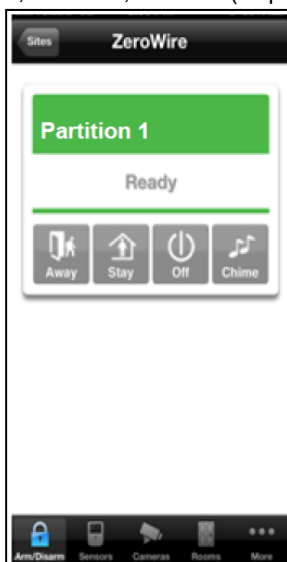 Sites ZeroWire
Partition 1
Ready
Away Stay Off Chime
Arm/Disarm Sensors Cameras Rooms More